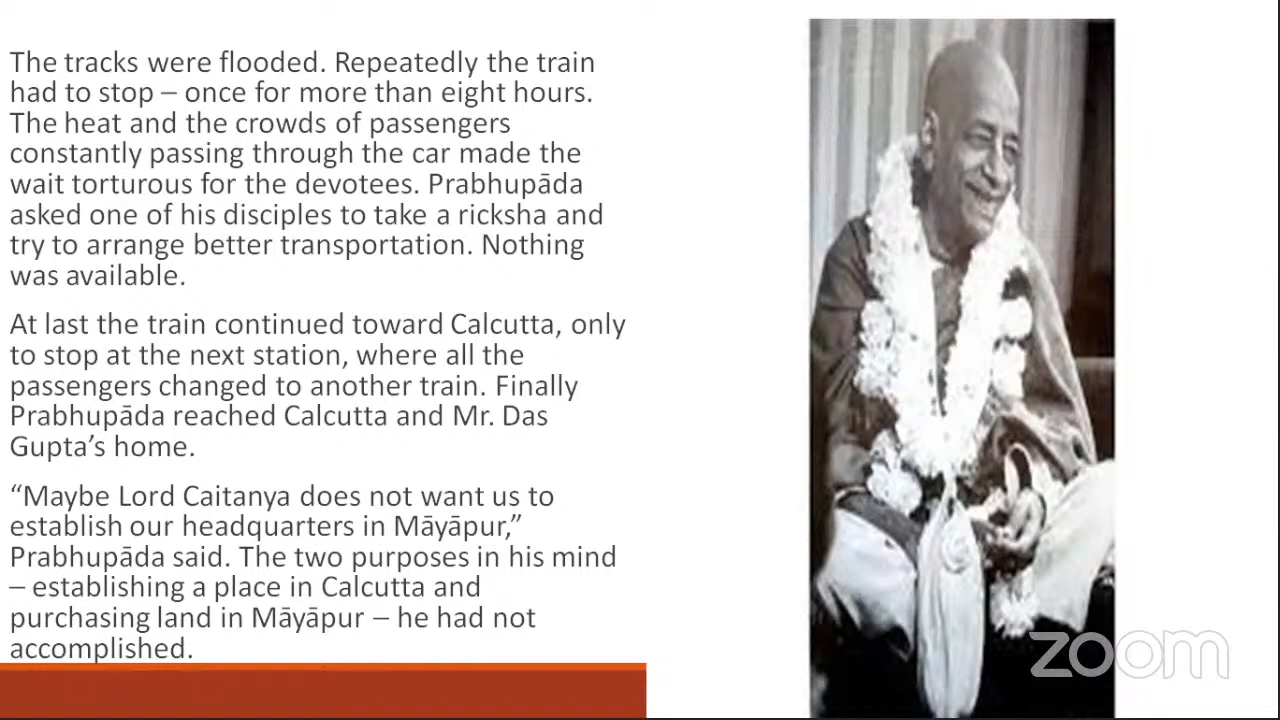 The tracks were flooded. Repeatedly the train
had to stop – once for more than eight hours.
The heat and the crowds of passengers
constantly passing through the car made the
wait torturous for the devotees. Prabhupāda
asked one of his disciples to take a ricksha and
try to arrange better transportation. Nothing
was available.
At last the train continued toward Calcutta, only
to stop at the next station, where all the
passengers changed to another train. Finally
Prabhupāda reached Calcutta and Mr. Das
Gupta’s home.
“Maybe Lord Caitanya does not want us to
establish our headquarters in Māyāpur,”
Prabhupāda said. The two purposes in his mind
– establishing a place in Calcutta and
purchasing land in Māyāpur – he had not
accomplished.
zoom